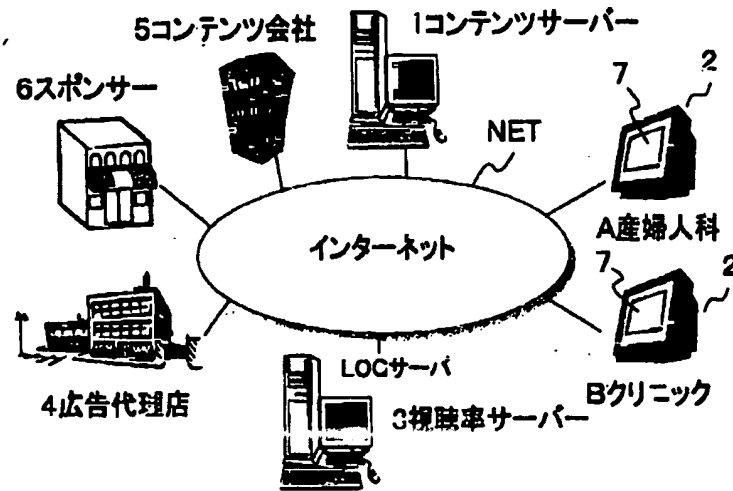 5コンテンツ会社
1コンテンツサーバー
6スポンサー
7
2
NET
A産婦人科
インターネット
7
2
LOGサーバ
4広告代理店
3視聴率サーバー
Bクリニック